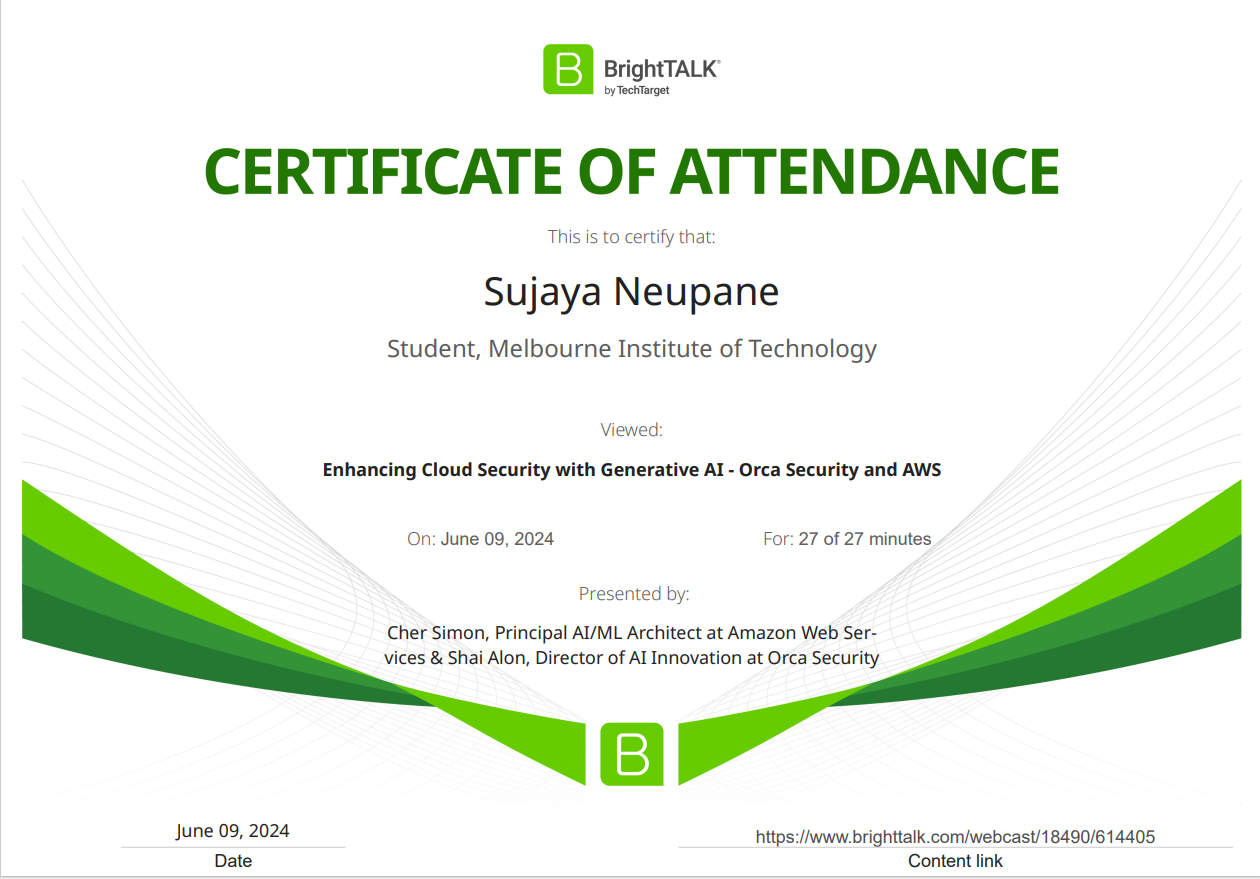 B BrightTALK®
by TechTarget
CERTIFICATE OF ATTENDANCE
This is to certify that:
Sujaya Neupane
Student, Melbourne Institute of Technology
Viewed:
Enhancing Cloud Security with Generative AI - Orca Security and AWS
On: June 09, 2024 For: 27 of 27 minutes
Presented by:
Cher Simon, Principal AI/ML Architect at Amazon Web Ser-
vices & Shai Alon, Director of AI Innovation at Orca Security
B
June 09, 2024 https://www.brighttalk.com/webcast/18490/614405
Date Content link